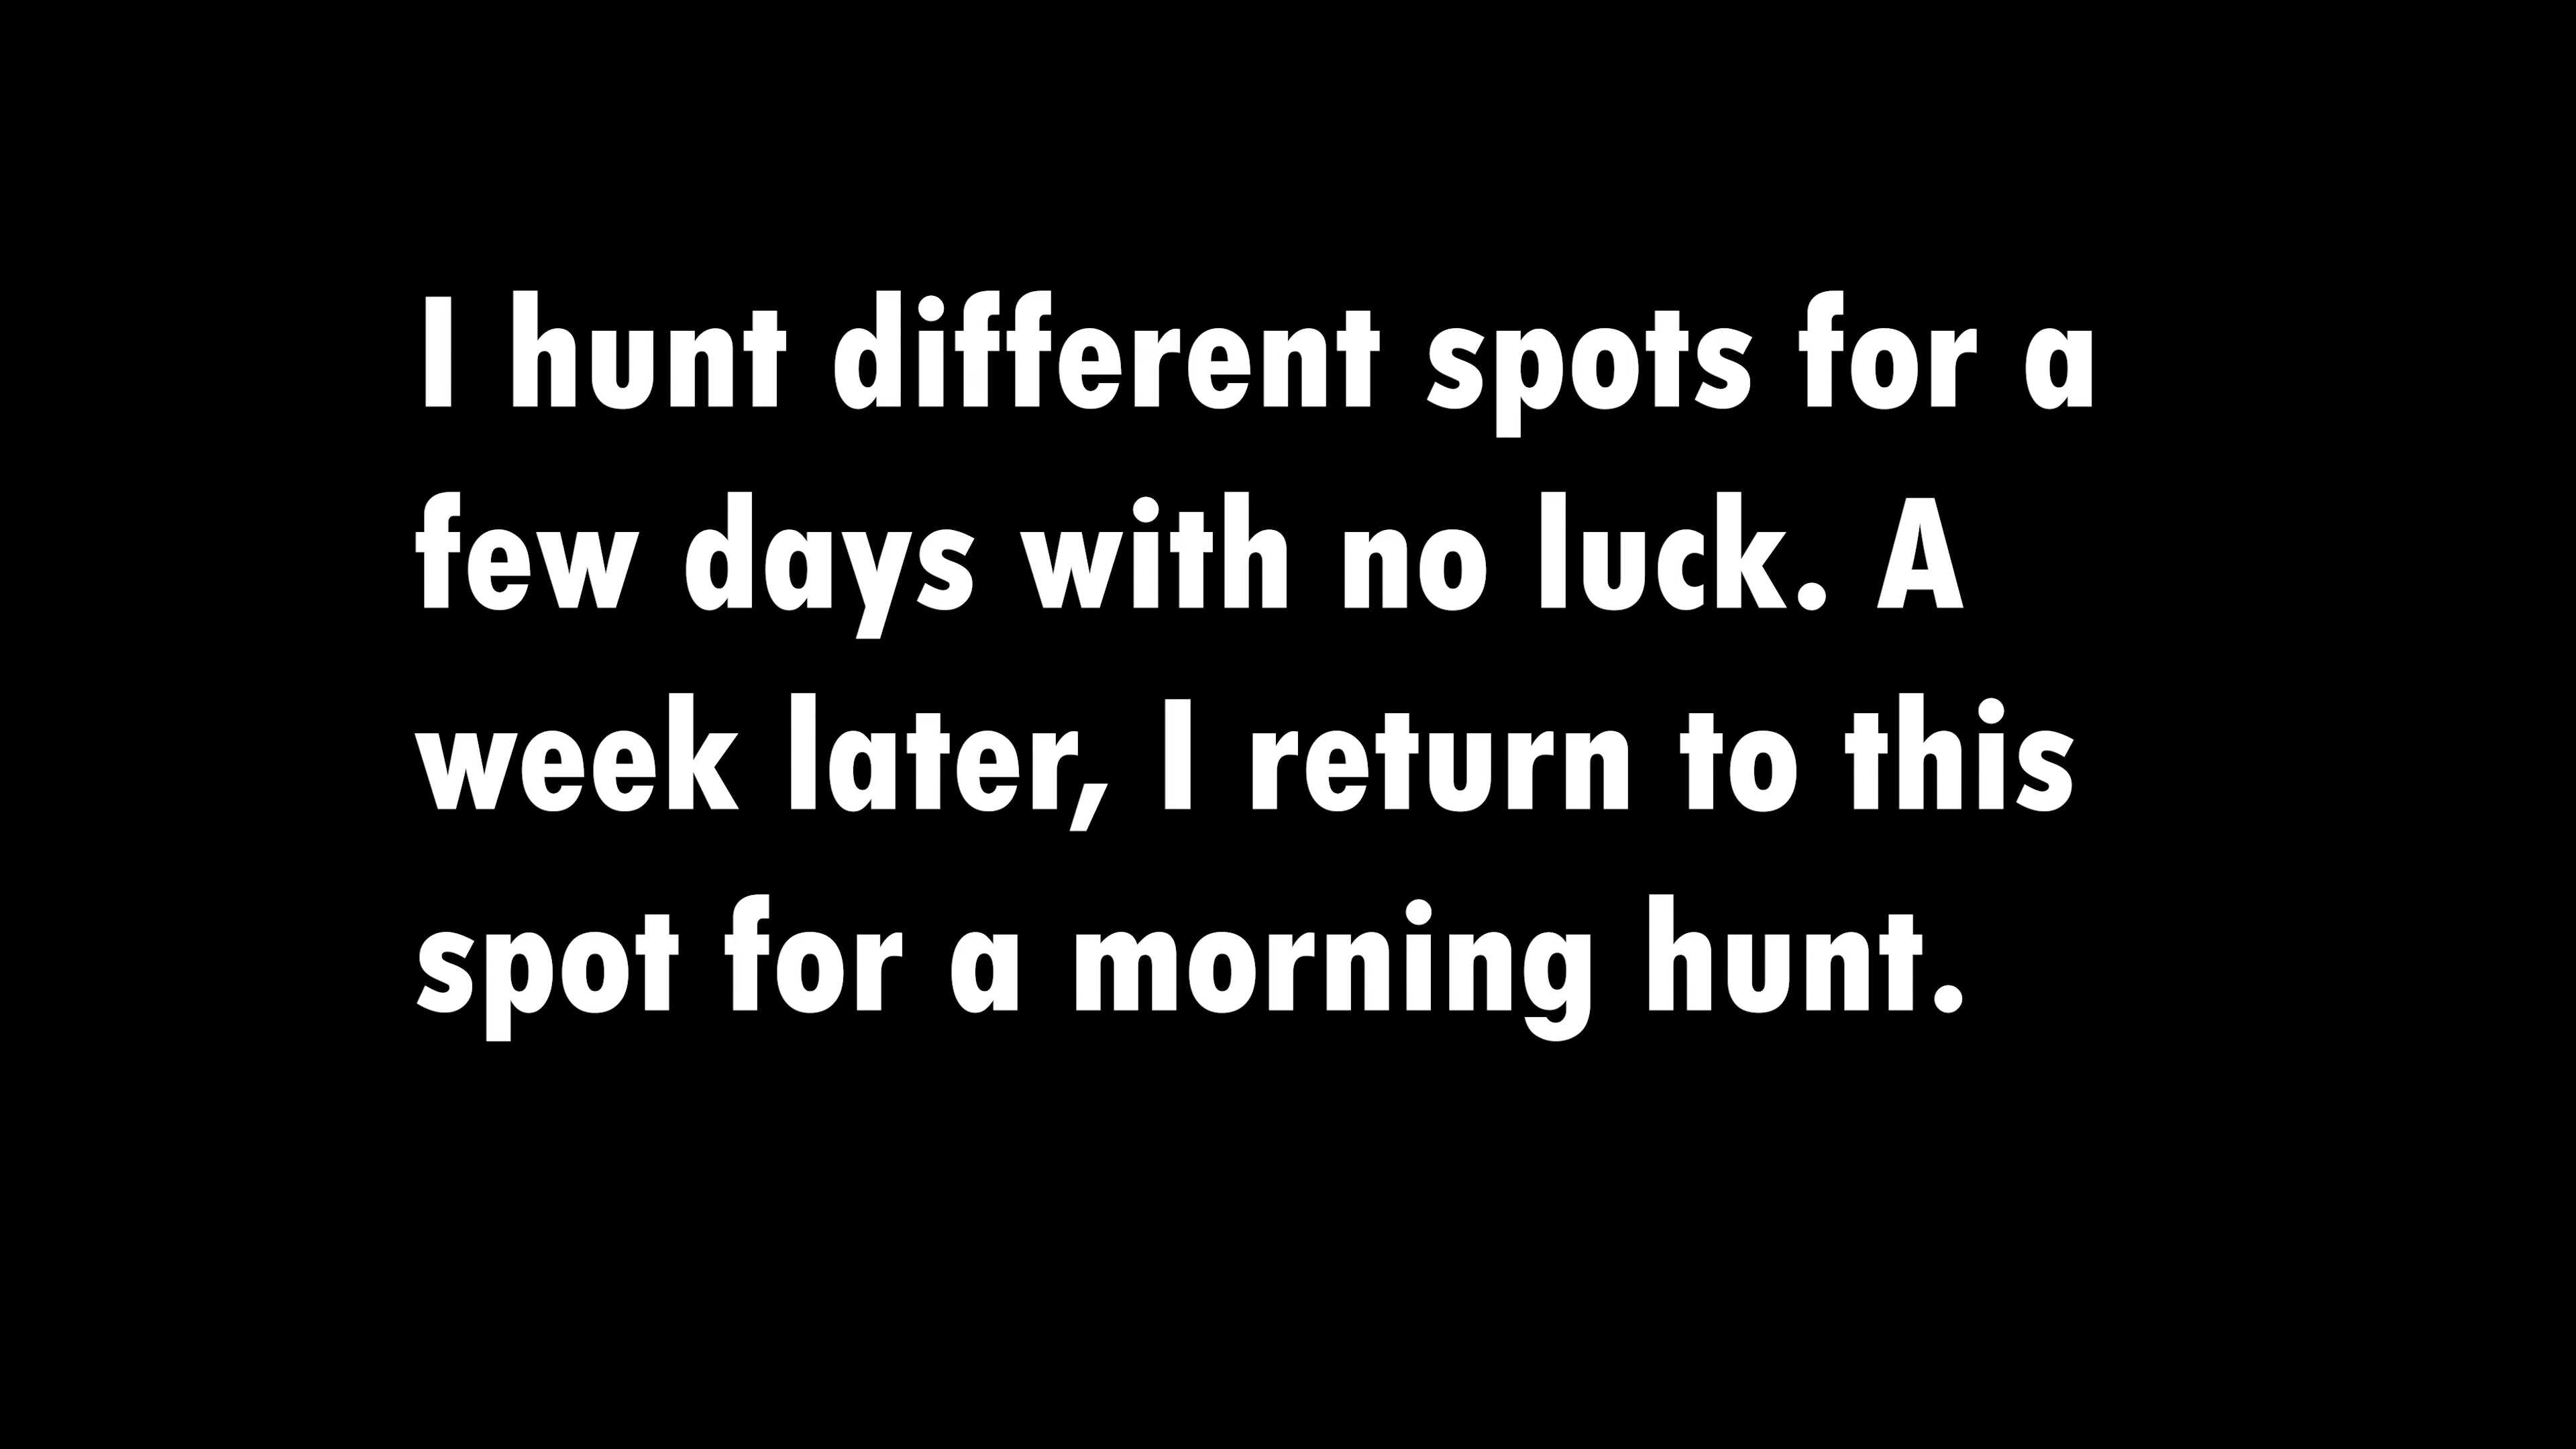 I hunt different spots for a
few days with no luck. A
week later, I return to this
spot for a morning hunt.